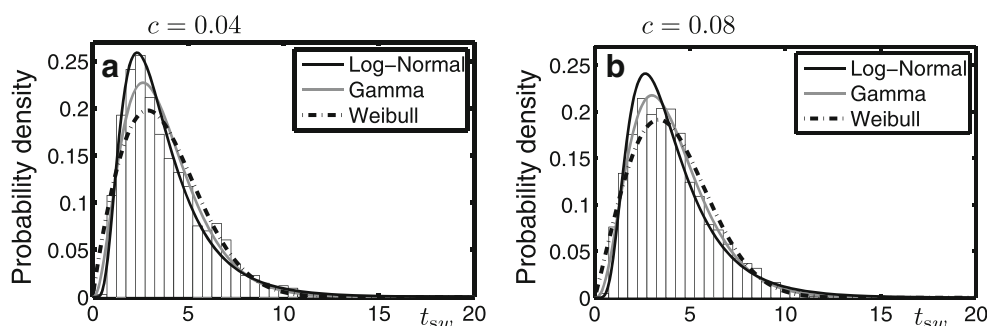 c = 0.04
a
Log-Normal
Gamma
Weibull
Probability density
0.25
0.2
0.15
0.1
0.05
0
0 5 10 15 t_sw 20
c = 0.08
b
Log-Normal
Gamma
Weibull
Probability density
0.25
0.2
0.15
0.1
0.05
0
0 5 10 15 t_sw 20